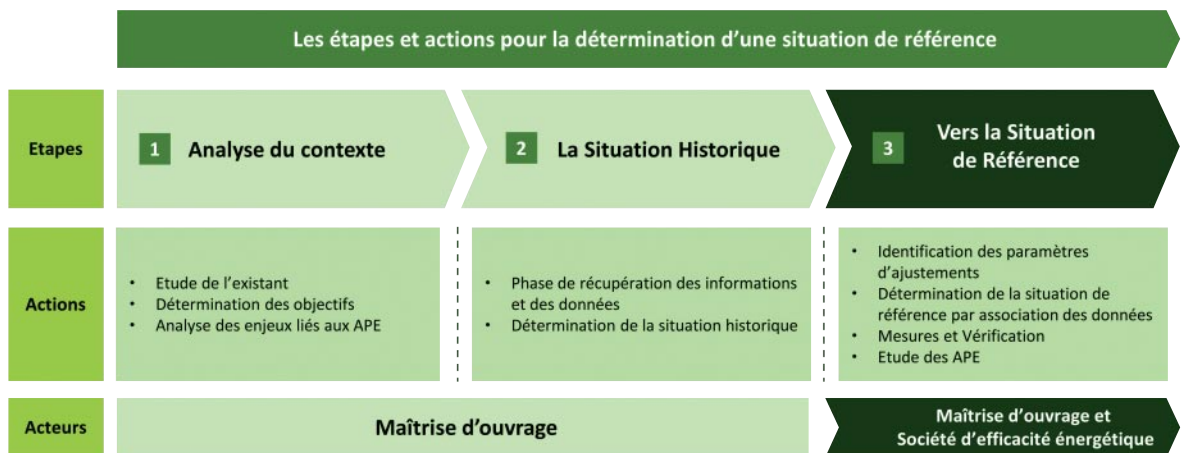 Les étapes et actions pour la détermination d'une situation de référence
Etapes
1 Analyse du contexte
2 La Situation Historique
3 Vers la Situation
de Référence
Actions
• Etude de l'existant
• Détermination des objectifs
• Analyse des enjeux liés aux APE
• Phase de récupération des informations
et des données
• Détermination de la situation historique
• Identification des paramètres
d'ajustements
• Détermination de la situation de
référence par association des données
• Mesures et Vérification
• Etude des APE
Acteurs
Maîtrise d'ouvrage
Maîtrise d'ouvrage et
Société d'efficacité énergétique